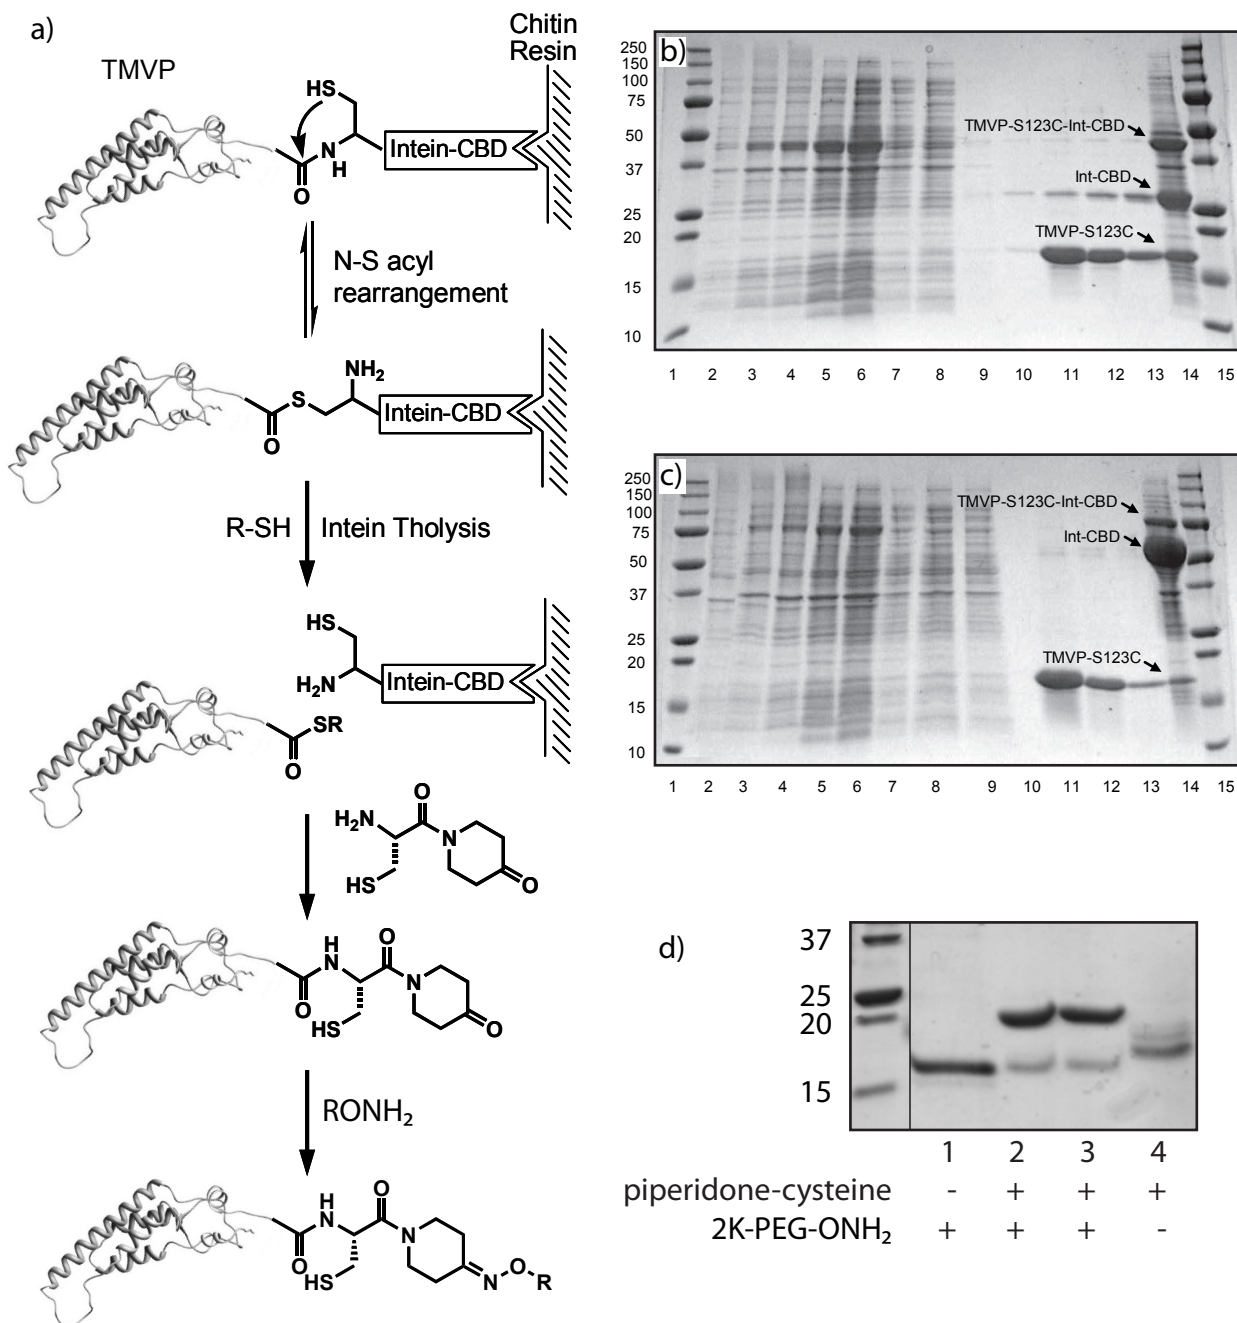 a)
TMVP
Chitin
Resin
HS
N
H
O
Intein-CBD
N-S acyl
rearrangement
NH₂
S
O
Intein-CBD
R-SH
Intein Tholysis
HS
H₂N
Intein-CBD
SR
O
H₂N
O
N
HS
O
H
N
O
O
N
HS
O
RONH₂
H
N
O
O
N
HS
N
O
R
b)
250
150
100
75
50
37
25
20
15
10
TMVP-S123C-Int-CBD
Int-CBD
TMVP-S123C
1 2 3 4 5 6 7 8 9 10 11 12 13 14 15
c)
250
150
100
75
50
37
25
20
15
10
TMVP-S123C-Int-CBD
Int-CBD
TMVP-S123C
1 2 3 4 5 6 7 8 9 10 11 12 13 14 15
d)
37
25
20
15
1 2 3 4
piperidone-cysteine - + + +
2K-PEG-ONH₂ + + + -